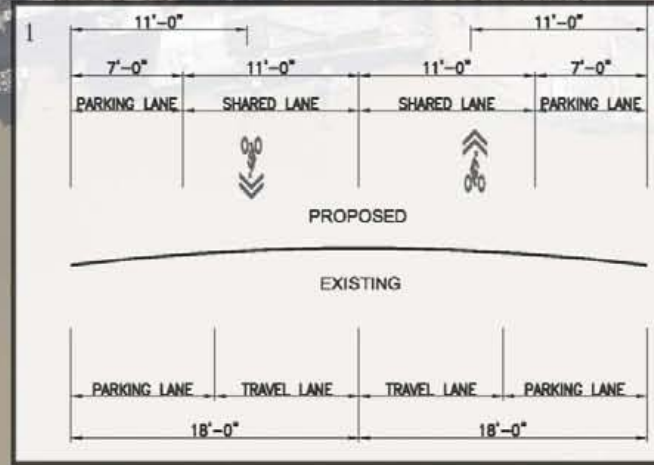 1
11'-0" 11'-0"
7'-0" 11'-0" 11'-0" 7'-0"
PARKING LANE SHARED LANE SHARED LANE PARKING LANE
PROPOSED
EXISTING
PARKING LANE TRAVEL LANE TRAVEL LANE PARKING LANE
18'-0" 18'-0"